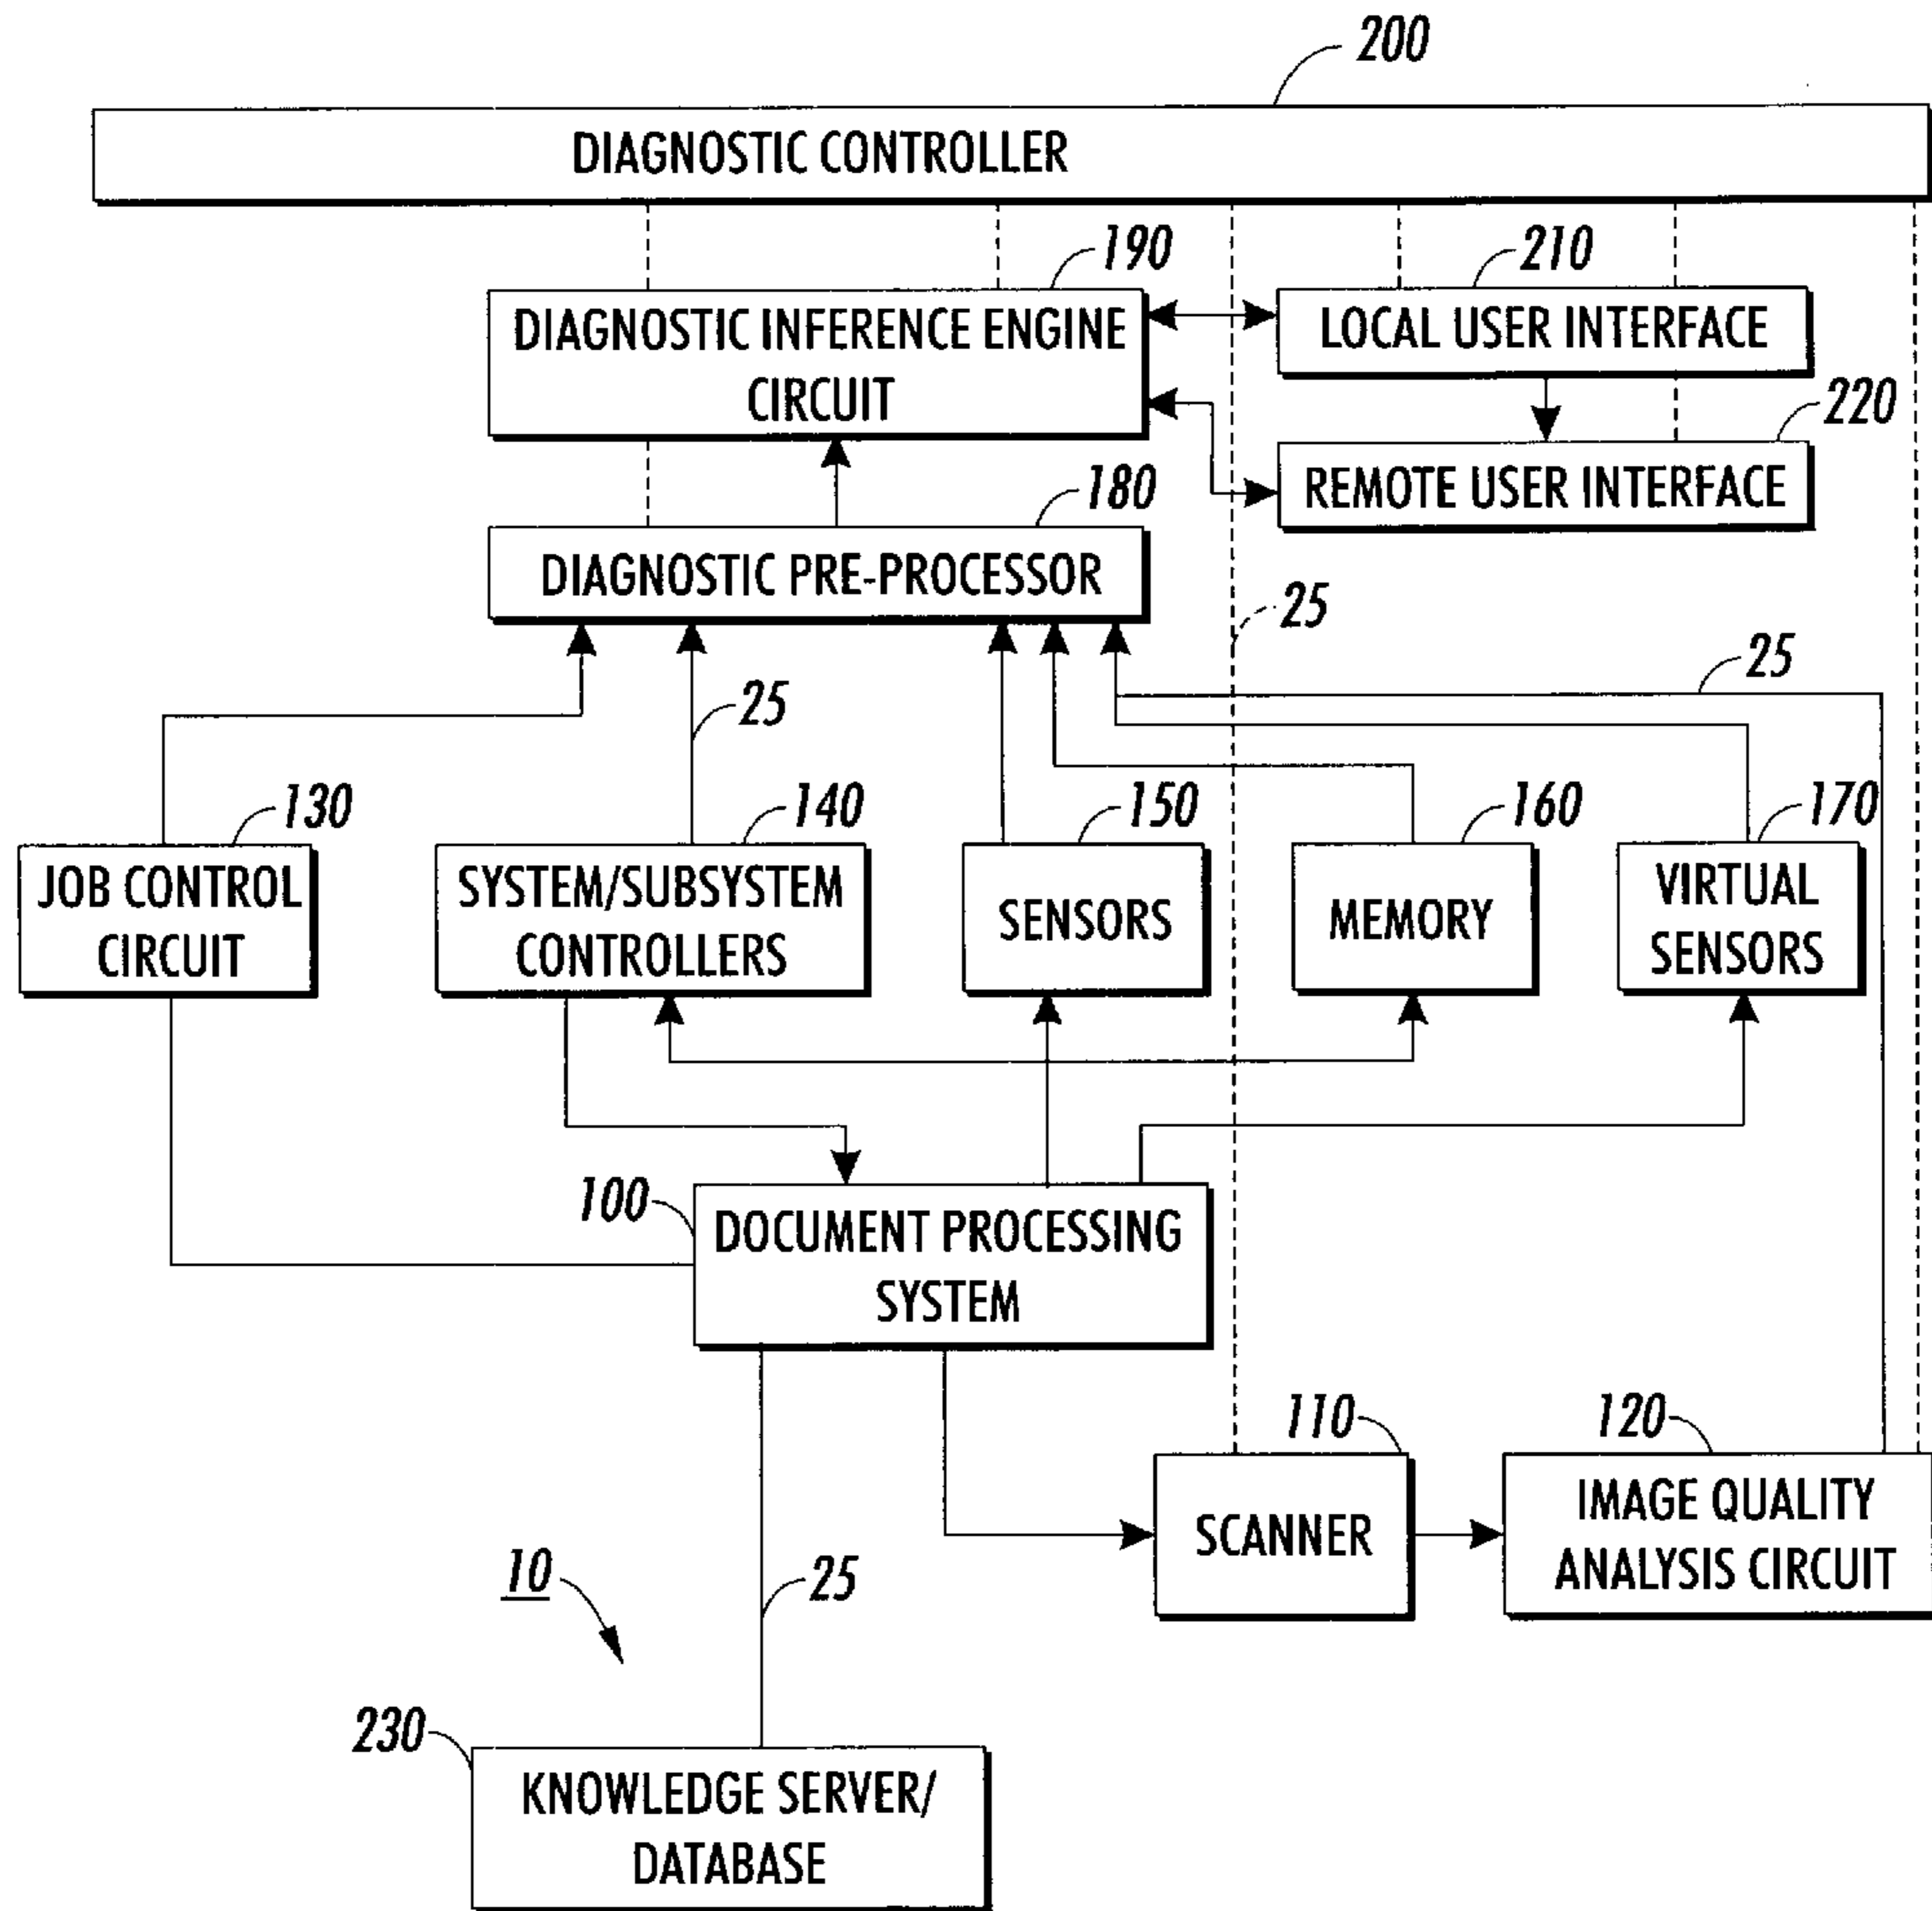 200
DIAGNOSTIC CONTROLLER
190
DIAGNOSTIC INFERENCE ENGINE
CIRCUIT
210
LOCAL USER INTERFACE
220
REMOTE USER INTERFACE
180
DIAGNOSTIC PRE-PROCESSOR
25
25
25
130
JOB CONTROL
CIRCUIT
140
SYSTEM/SUBSYSTEM
CONTROLLERS
150
SENSORS
160
MEMORY
170
VIRTUAL
SENSORS
100
DOCUMENT PROCESSING
SYSTEM
110
SCANNER
120
IMAGE QUALITY
ANALYSIS CIRCUIT
10
25
230
KNOWLEDGE SERVER/
DATABASE